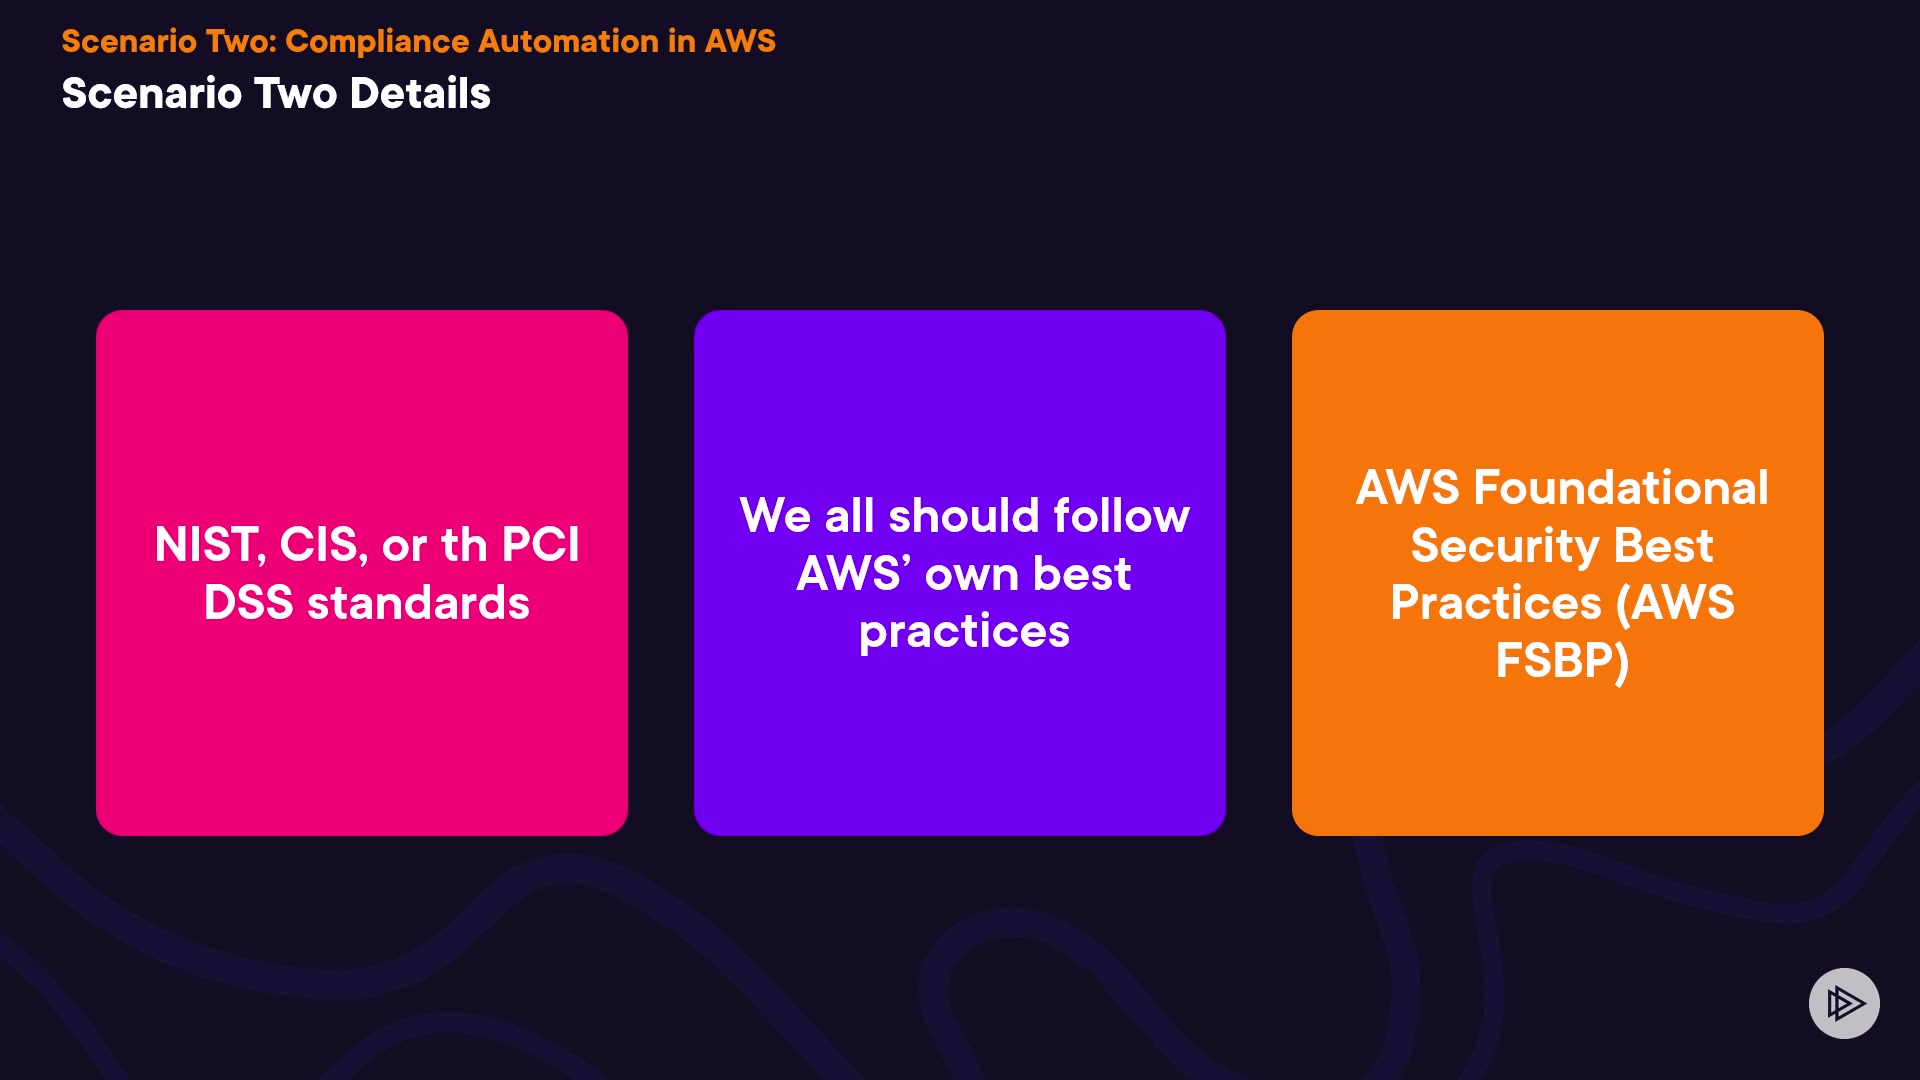 Scenario Two: Compliance Automation in AWS
Scenario Two Details
NIST, CIS, or th PCI
DSS standards
We all should follow
AWS’ own best
practices
AWS Foundational
Security Best
Practices (AWS
FSBP)